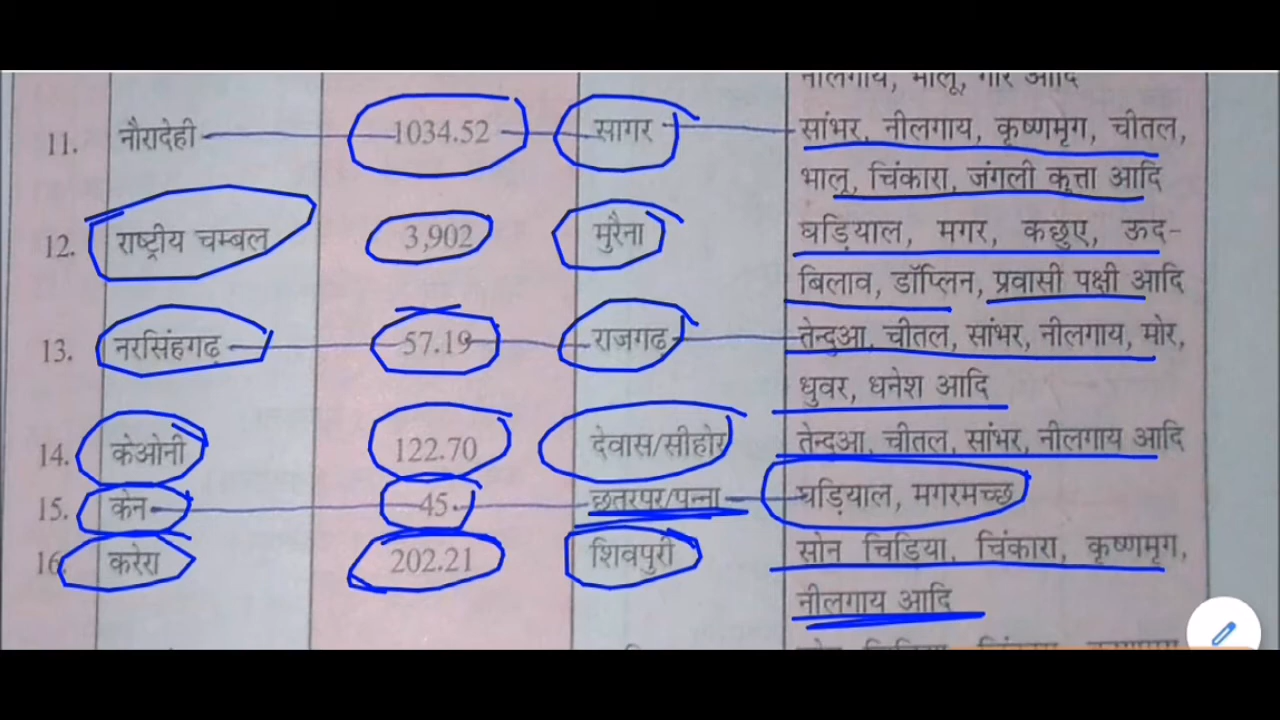 नीलगाय, भालू, गौर आदि
11. नौरादेही 1034.52 सागर सांभर, नीलगाय, कृष्णमृग, चीतल,
भालू, चिंकारा, जंगली कुत्ता आदि
12. राष्ट्रीय चम्बल 3,902 मुरैना घड़ियाल, मगर, कछुए, ऊद-
बिलाव, डॉप्लिन, प्रवासी पक्षी आदि
13. नरसिंहगढ़ 57.19 राजगढ़ तेन्दुआ, चीतल, सांभर, नीलगाय, मोर,
धुवर, धनेश आदि
14. केओनी 122.70 देवास/सीहोर तेन्दुआ, चीतल, सांभर, नीलगाय आदि
15. केन 45. छतरपुर/पन्ना घड़ियाल, मगरमच्छ
16. करेरा 202.21 शिवपुरी सोन चिड़िया, चिंकारा, कृष्णमृग,
नीलगाय आदि